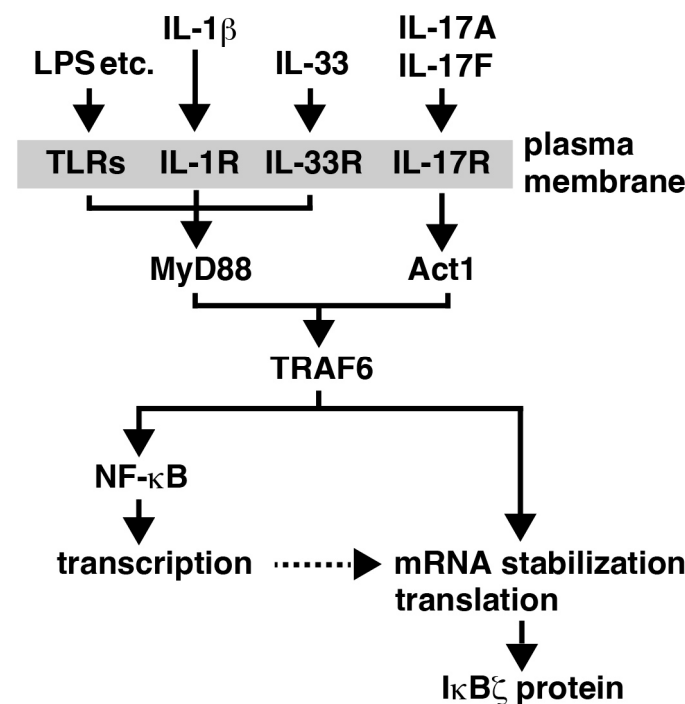 IL-1β
IL-17A
LPS etc.
IL-33
IL-17F
TLRs IL-1R IL-33R IL-17R
plasma
membrane
MyD88
Act1
TRAF6
NF-κB
transcription
mRNA stabilization
translation
IκBζ protein